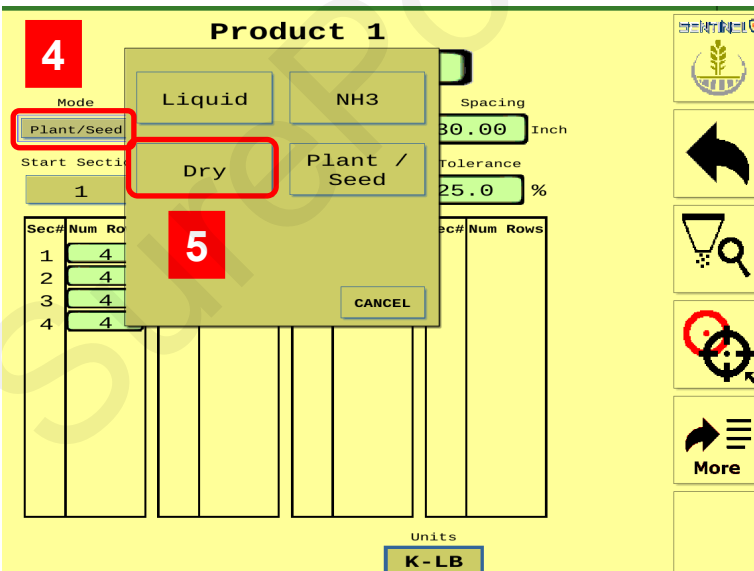 Product 1
SENTINEL
4
Liquid
NH3
Mode
Spacing
Plant/Seed
30.00 Inch
Start Secti
Dry
Plant /
Seed
Tolerance
1
25.0 %
Sec# Num Ro
ec# Num Rows
5
1 4
2 4
3 4
4 4
CANCEL
More
Units
K-LB
SurePo